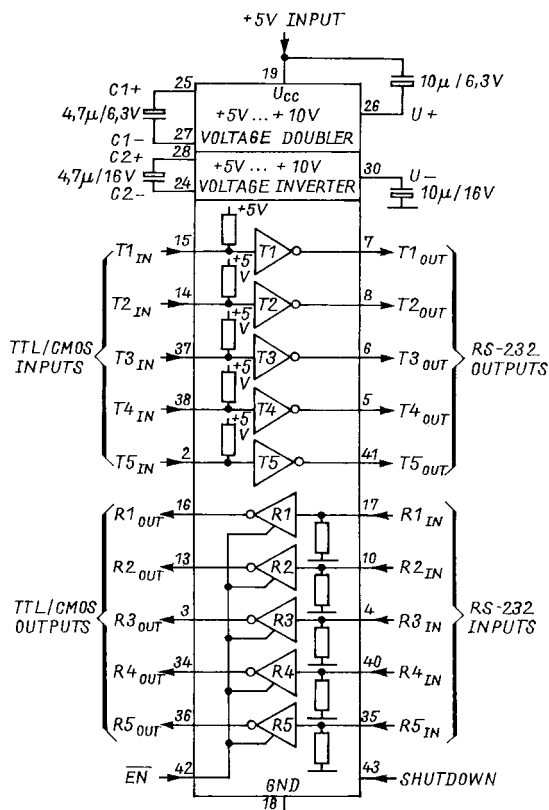 +5V INPUT
C1+ 25 19 10µ/6,3V
4,7µ/6,3V UCC
+5V ... +10V 26 U+
C1- 27 VOLTAGE DOUBLER
C2+ 28
4,7µ/16V +5V ... +10V 30 U-
C2- 24 VOLTAGE INVERTER 10µ/16V
+5V
T1IN 15 T1 7 T1OUT
+5V
T2IN 14 T2 8 T2OUT
+5V
TTL/CMOS INPUTS T3IN 37 T3 6 T3OUT RS-232 OUTPUTS
+5V
T4IN 38 T4 5 T4OUT
+5V
T5IN 2 T5 41 T5OUT
R1OUT 16 R1 17 R1IN
R2OUT 13 R2 10 R2IN
TTL/CMOS OUTPUTS R3OUT 3 R3 4 R3IN RS-232 INPUTS
R4OUT 34 R4 40 R4IN
R5OUT 36 R5 35 R5IN
EN 42 43 SHUTDOWN
GND
18